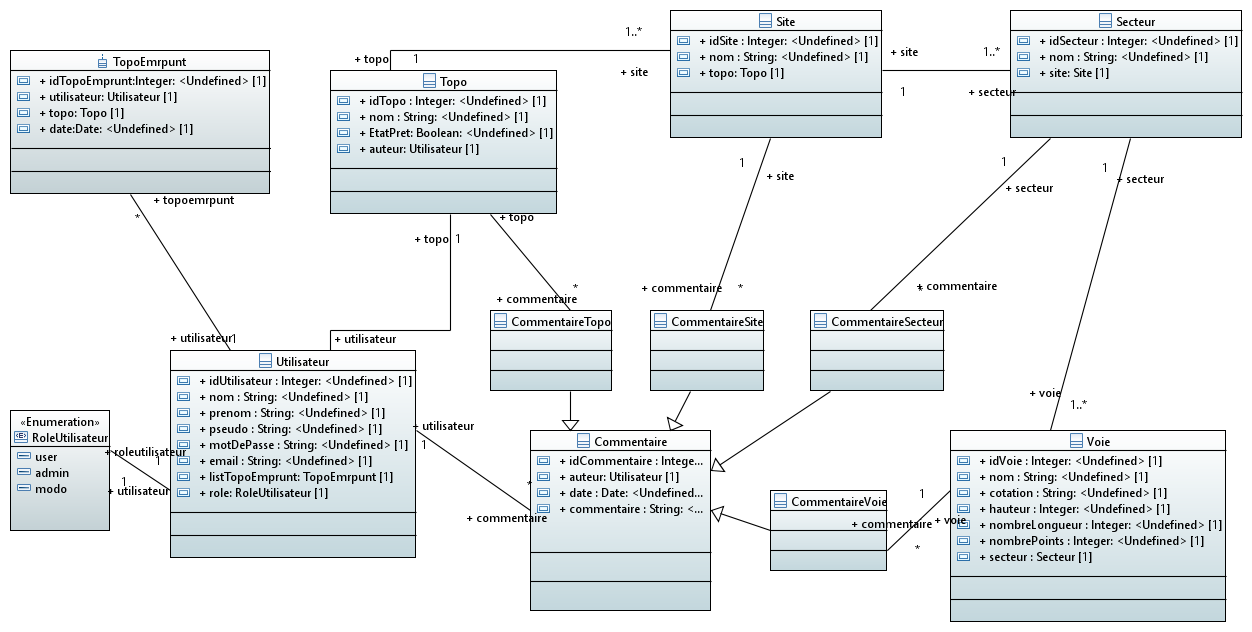 TopoEmrpunt
+ idTopoEmprunt:Integer: <Undefined> [1]
+ utilisateur: Utilisateur [1]
+ topo: Topo [1]
+ date:Date: <Undefined> [1]
Topo
+ idTopo : Integer: <Undefined> [1]
+ nom : String: <Undefined> [1]
+ EtatPret: Boolean: <Undefined> [1]
+ auteur: Utilisateur [1]
Site
+ idSite : Integer: <Undefined> [1]
+ nom : String: <Undefined> [1]
+ topo: Topo [1]
Secteur
+ idSecteur : Integer: <Undefined> [1]
+ nom : String: <Undefined> [1]
+ site: Site [1]
+ topo
1
1..*
+ site
+ site
1
1..*
+ secteur
+ topoemrpunt
*
+ utilisateur
1
+ topo
1
+ utilisateur
+ topo
+ commentaire
*
1
+ site
+ commentaire
*
1
+ secteur
*
+ commentaire
1
+ secteur
+ voie
1..*
CommentaireTopo
CommentaireSite
CommentaireSecteur
Utilisateur
+ idUtilisateur : Integer: <Undefined> [1]
+ nom : String: <Undefined> [1]
+ prenom : String: <Undefined> [1]
+ pseudo : String: <Undefined> [1]
+ motDePasse : String: <Undefined> [1]
+ email : String: <Undefined> [1]
+ listTopoEmprunt: TopoEmrpunt [1]
+ role: RoleUtilisateur [1]
«Enumeration»
RoleUtilisateur
user
admin
modo
+ roleutilisateur
1
1
+ utilisateur
+ utilisateur
1
*
+ commentaire
Commentaire
+ idCommentaire : Intege...
+ auteur: Utilisateur [1]
+ date : Date: <Undefined...
+ commentaire : String: <...
CommentaireVoie
+ commentaire
*
1
+ voie
Voie
+ idVoie : Integer: <Undefined> [1]
+ nom : String: <Undefined> [1]
+ cotation : String: <Undefined> [1]
+ hauteur : Integer: <Undefined> [1]
+ nombreLongueur : Integer: <Undefined> [1]
+ nombrePoints : Integer: <Undefined> [1]
+ secteur : Secteur [1]